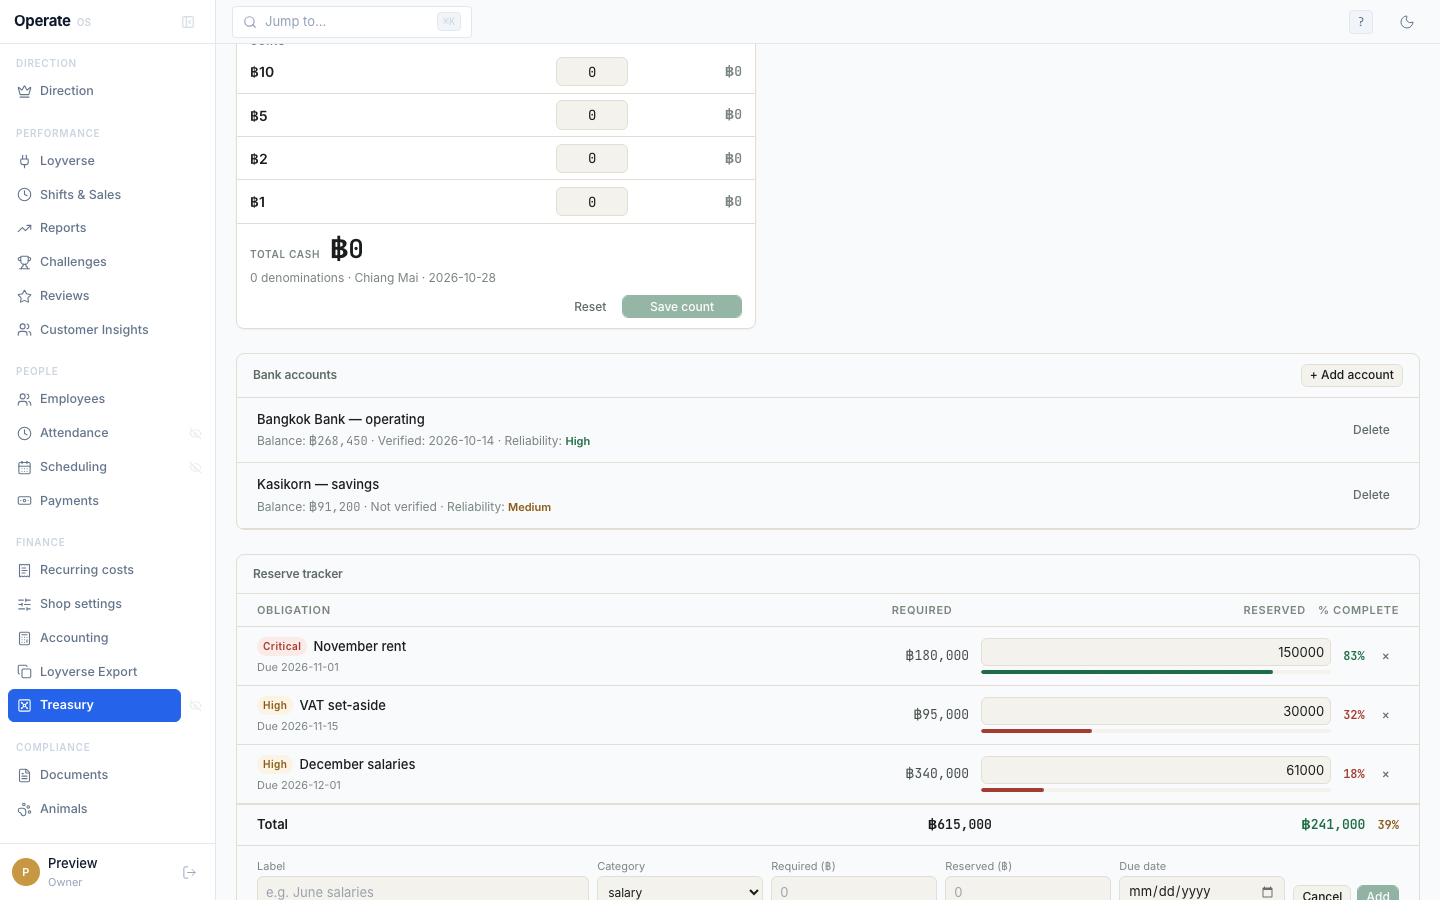 Operate OS
Jump to...
⌘K
?
DIRECTION
Direction
PERFORMANCE
Loyverse
Shifts & Sales
Reports
Challenges
Reviews
Customer Insights
PEOPLE
Employees
Attendance
Scheduling
Payments
FINANCE
Recurring costs
Shop settings
Accounting
Loyverse Export
Treasury
COMPLIANCE
Documents
Animals
P
Preview
Owner
฿10 0 ฿0
฿5 0 ฿0
฿2 0 ฿0
฿1 0 ฿0
TOTAL CASH ฿0
0 denominations · Chiang Mai · 2026-10-28
Reset Save count
Bank accounts + Add account
Bangkok Bank — operating
Balance: ฿268,450 · Verified: 2026-10-14 · Reliability: High
Delete
Kasikorn — savings
Balance: ฿91,200 · Not verified · Reliability: Medium
Delete
Reserve tracker
OBLIGATION REQUIRED RESERVED % COMPLETE
Critical November rent ฿180,000 150000 83% ×
Due 2026-11-01
High VAT set-aside ฿95,000 30000 32% ×
Due 2026-11-15
High December salaries ฿340,000 61000 18% ×
Due 2026-12-01
Total ฿615,000 ฿241,000 39%
Label Category Required (฿) Reserved (฿) Due date
e.g. June salaries salary 0 0 mm/dd/yyyy Cancel Add